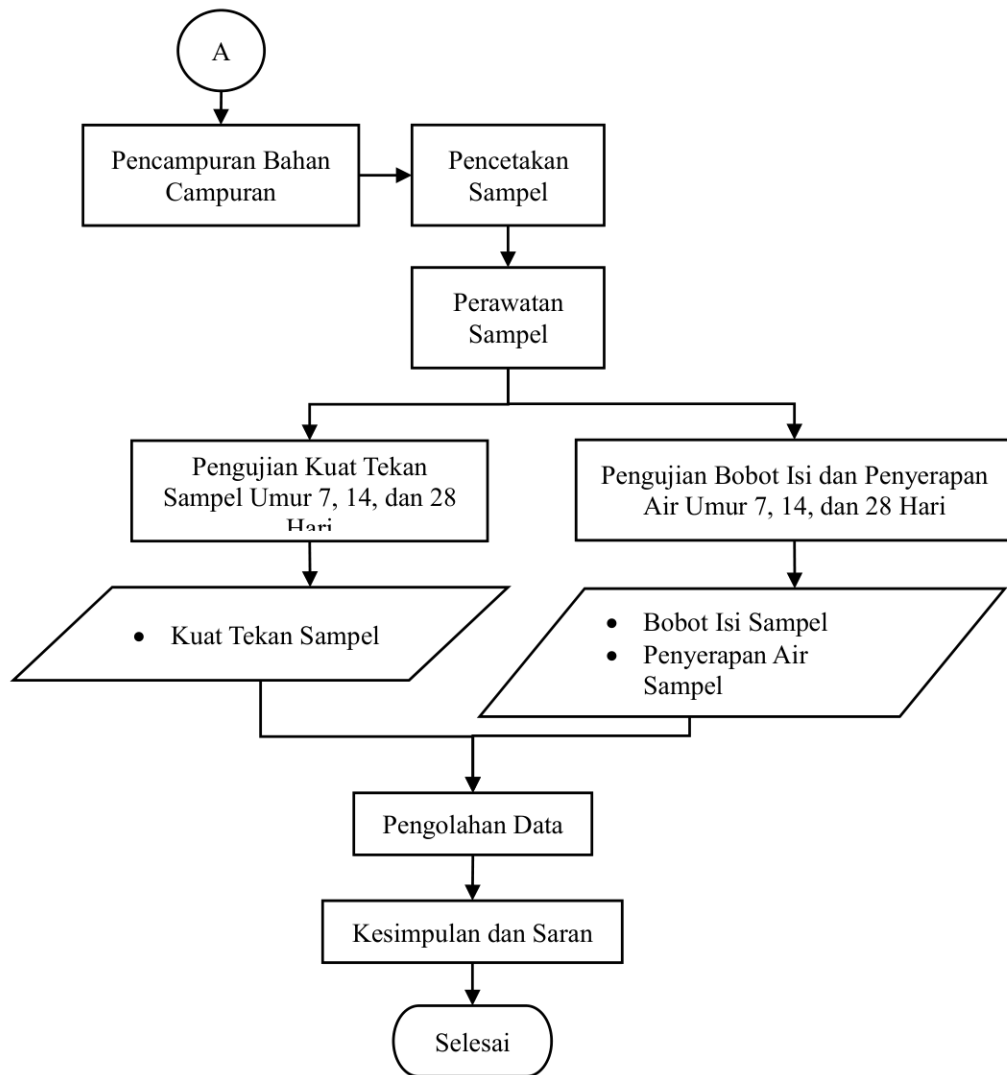 A
Pencampuran Bahan
Campuran
Pencetakan
Sampel
Perawatan
Sampel
Pengujian Kuat Tekan
Sampel Umur 7, 14, dan 28
Hari
Pengujian Bobot Isi dan Penyerapan
Air Umur 7, 14, dan 28 Hari
• Kuat Tekan Sampel
• Bobot Isi Sampel
• Penyerapan Air
Sampel
Pengolahan Data
Kesimpulan dan Saran
Selesai